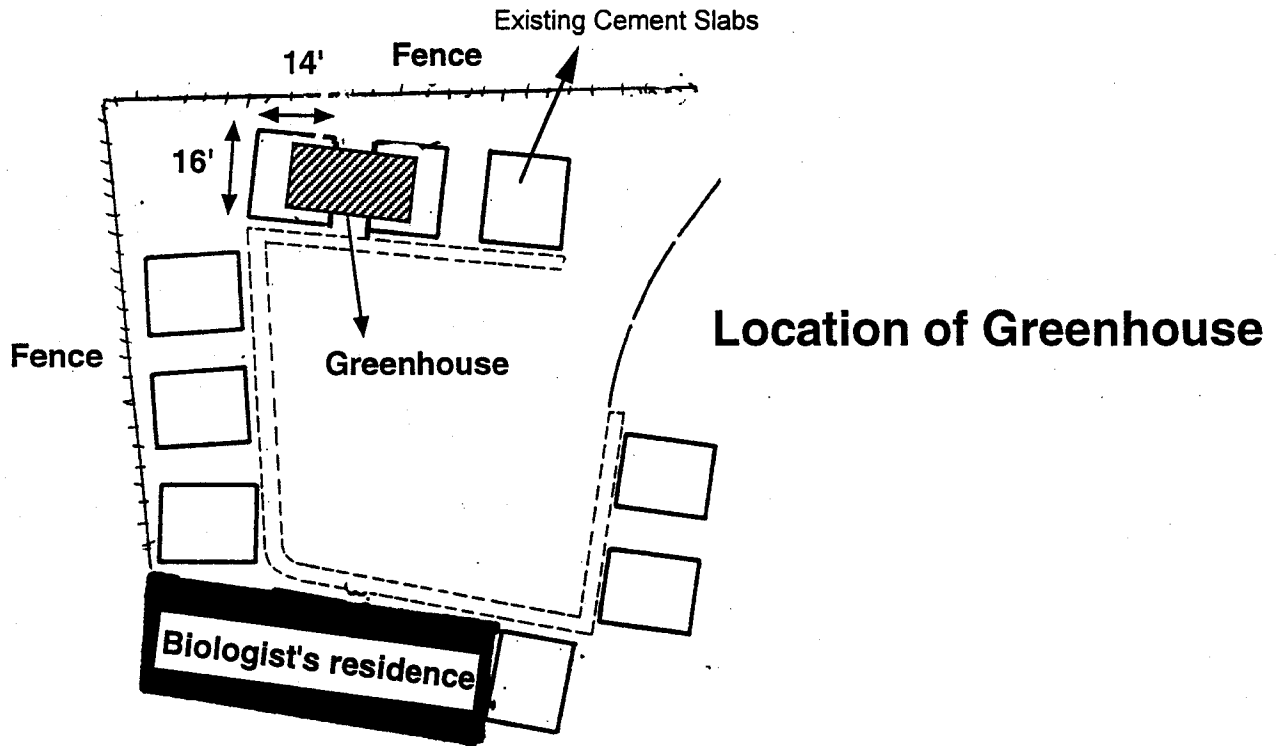 Existing Cement Slabs
Fence
14'
16'
Location of Greenhouse
Fence
Greenhouse
Biologist's residence